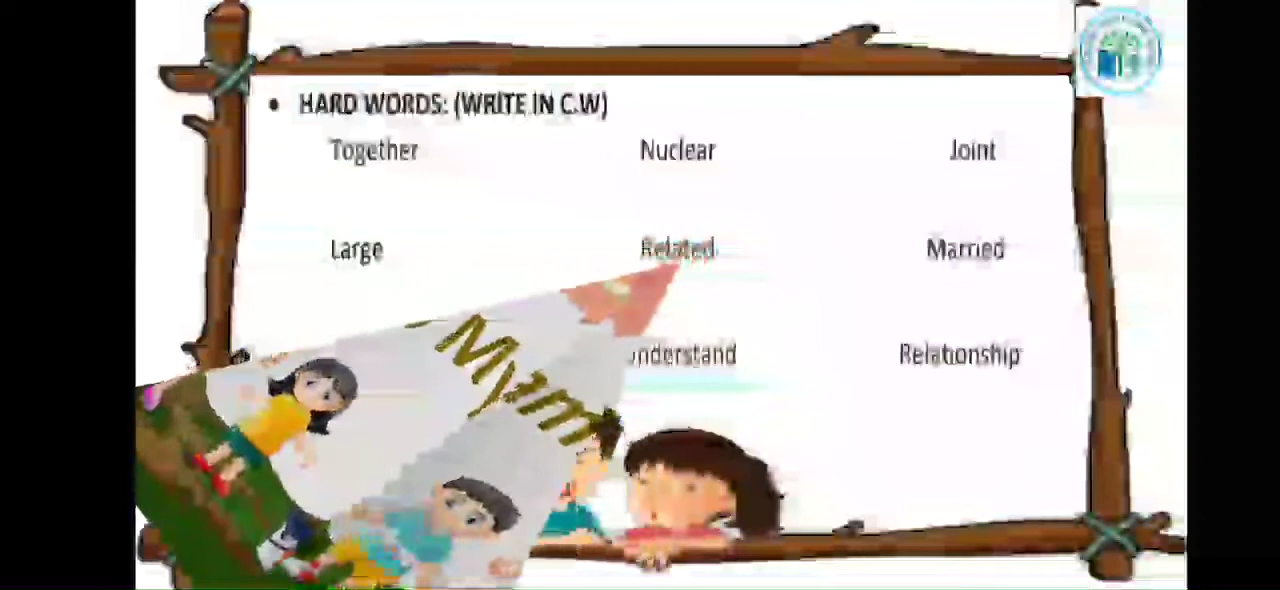 • HARD WORDS: (WRITE IN C.W)
Together Nuclear Joint
Large Related Married
Understand Relationship